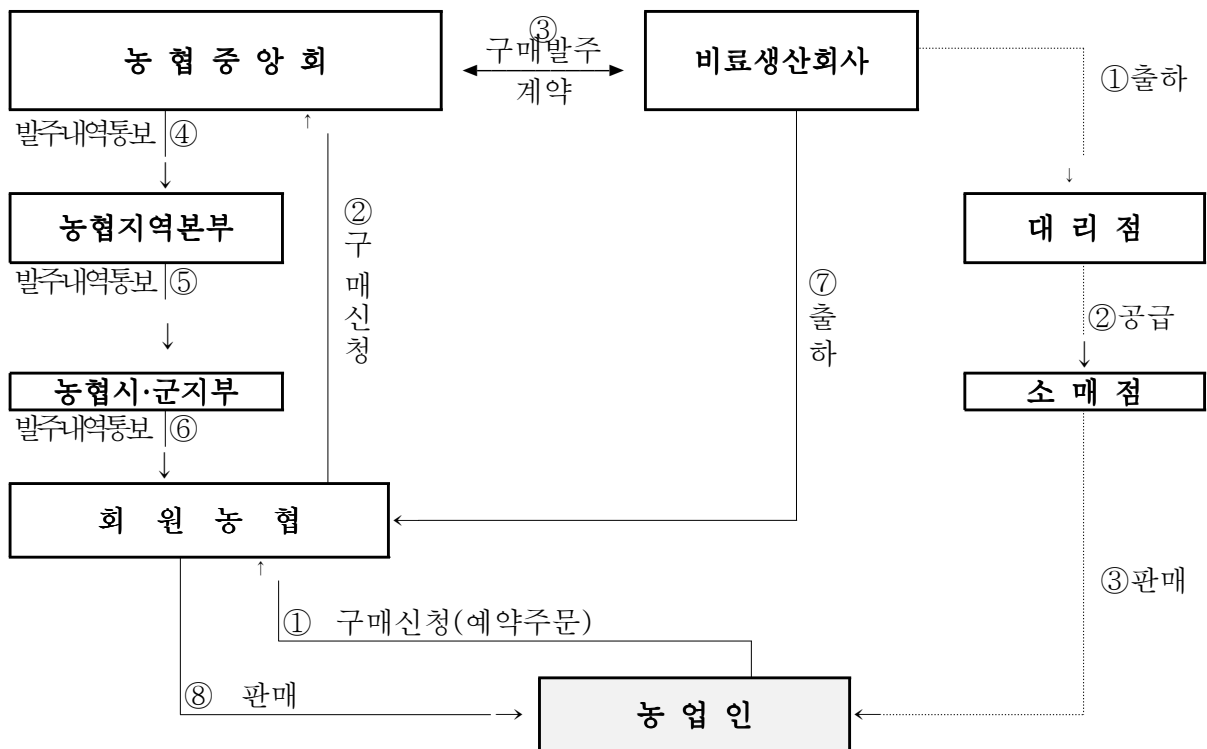 농 협 중 앙 회
③
구매발주
계약
비료생산회사
①출하
발주내역통보 ④
농협지역본부
②구매신청
⑦출하
대 리 점
발주내역통보 ⑤
②공급
농협시·군지부
소 매 점
발주내역통보 ⑥
회 원 농 협
③판매
① 구매신청(예약주문)
⑧ 판매
농 업 인